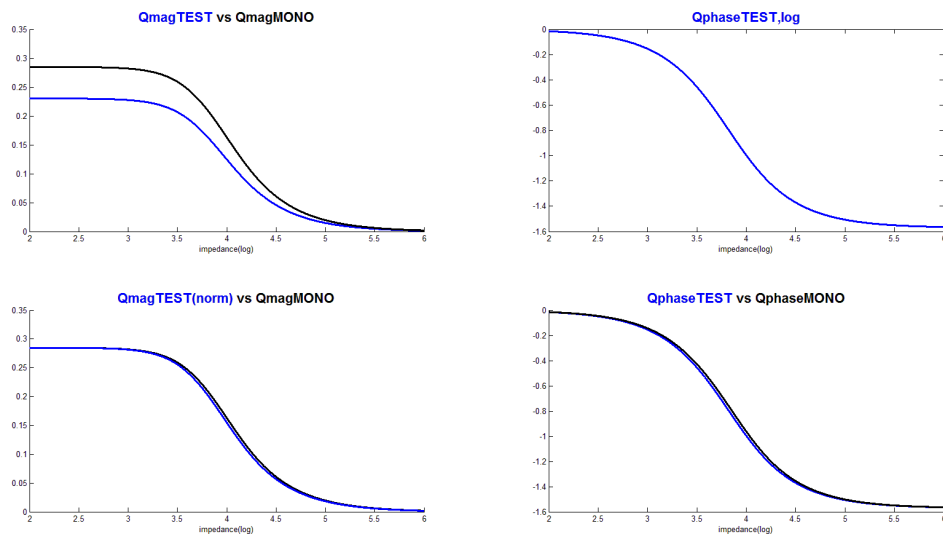 QmagTEST vs QmagMONO
0.35
0.3
0.25
0.2
0.15
0.1
0.05
0
2 2.5 3 3.5 4 4.5 5 5.5 6
impedance(log)
QphaseTEST,log
0
-0.2
-0.4
-0.6
-0.8
-1
-1.2
-1.4
-1.6
2 2.5 3 3.5 4 4.5 5 5.5 6
impedance(log)
QmagTEST(norm) vs QmagMONO
0.35
0.3
0.25
0.2
0.15
0.1
0.05
0
2 2.5 3 3.5 4 4.5 5 5.5 6
impedance(log)
QphaseTEST vs QphaseMONO
0
-0.2
-0.4
-0.6
-0.8
-1
-1.2
-1.4
-1.6
2 2.5 3 3.5 4 4.5 5 5.5 6
impedance(log)